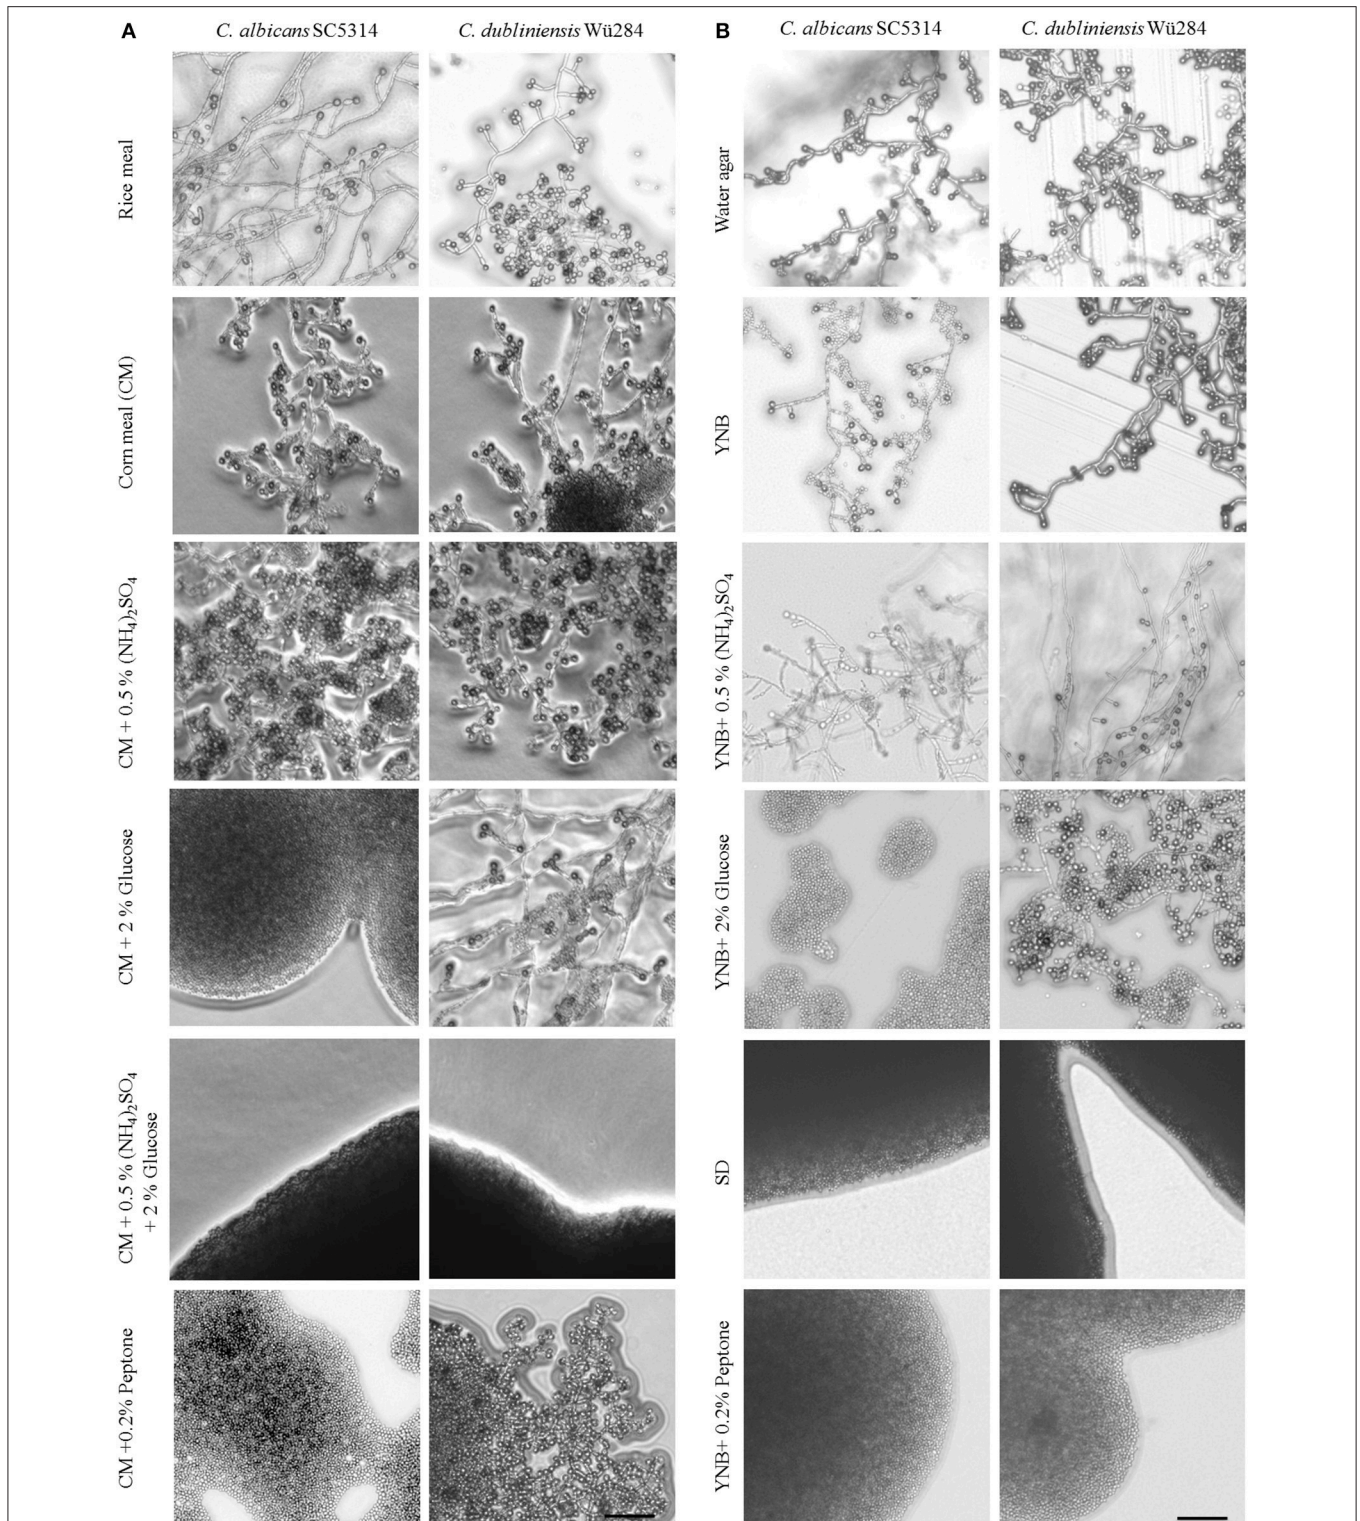 A
C. albicans SC5314
C. dubliniensis Wü284
Rice meal
Corn meal (CM)
CM + 0.5 % (NH₄)₂SO₄
CM + 2 % Glucose
CM + 0.5 % (NH₄)₂SO₄
+ 2 % Glucose
CM +0.2% Peptone
B
C. albicans SC5314
C. dubliniensis Wü284
Water agar
YNB
YNB+ 0.5 % (NH₄)₂SO₄
YNB+ 2% Glucose
SD
YNB+ 0.2% Peptone